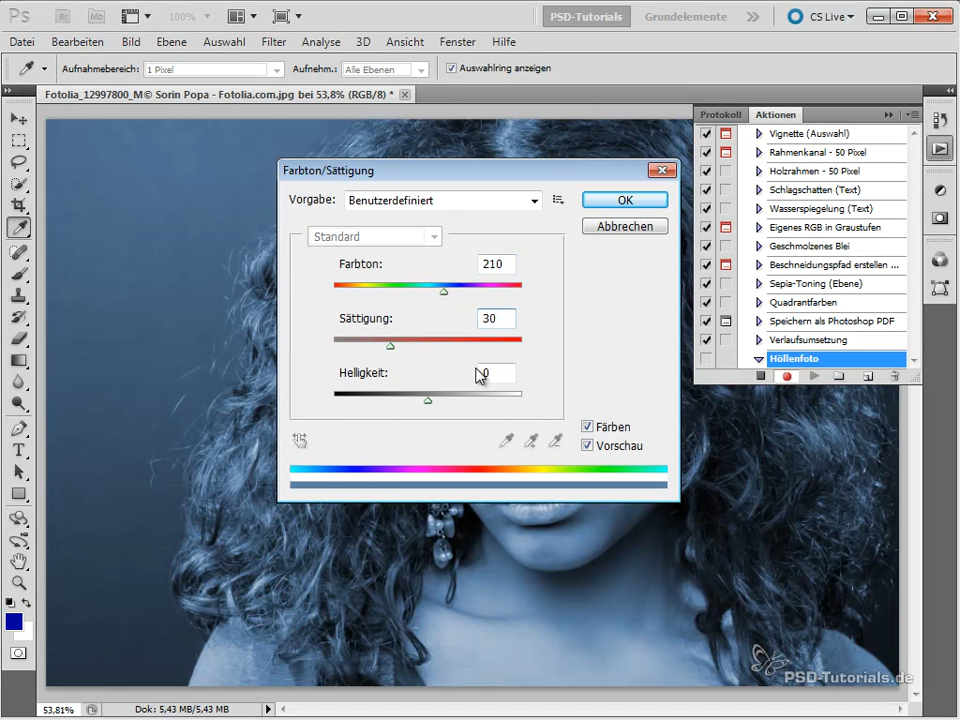 Ps
Br
Mb
100%
PSD-Tutorials
Grundelemente
CS Live
Datei Bearbeiten Bild Ebene Auswahl Filter Analyse 3D Ansicht Fenster Hilfe
Aufnahmebereich: 1 Pixel Aufnehm.: Alle Ebenen Auswahlring anzeigen
Fotolia_12997800_M© Sorin Popa - Fotolia.com.jpg bei 53,8% (RGB/8) *
Protokoll Aktionen
Vignette (Auswahl)
Rahmenkanal - 50 Pixel
Holzrahmen - 50 Pixel
Schlagschatten (Text)
Wasserspiegelung (Text)
Eigenes RGB in Graustufen
Geschmolzenes Blei
Beschneidungspfad erstellen ...
Sepia-Toning (Ebene)
Quadrantfarben
Speichern als Photoshop PDF
Verlaufsumsetzung
Höllenfoto
Farbton/Sättigung
Vorgabe: Benutzerdefiniert
OK
Abbrechen
Standard
Farbton: 210
Sättigung: 30
Helligkeit: 0
Färben
Vorschau
PSD-Tutorials.de
53,81% Dok: 5,43 MB/5,43 MB